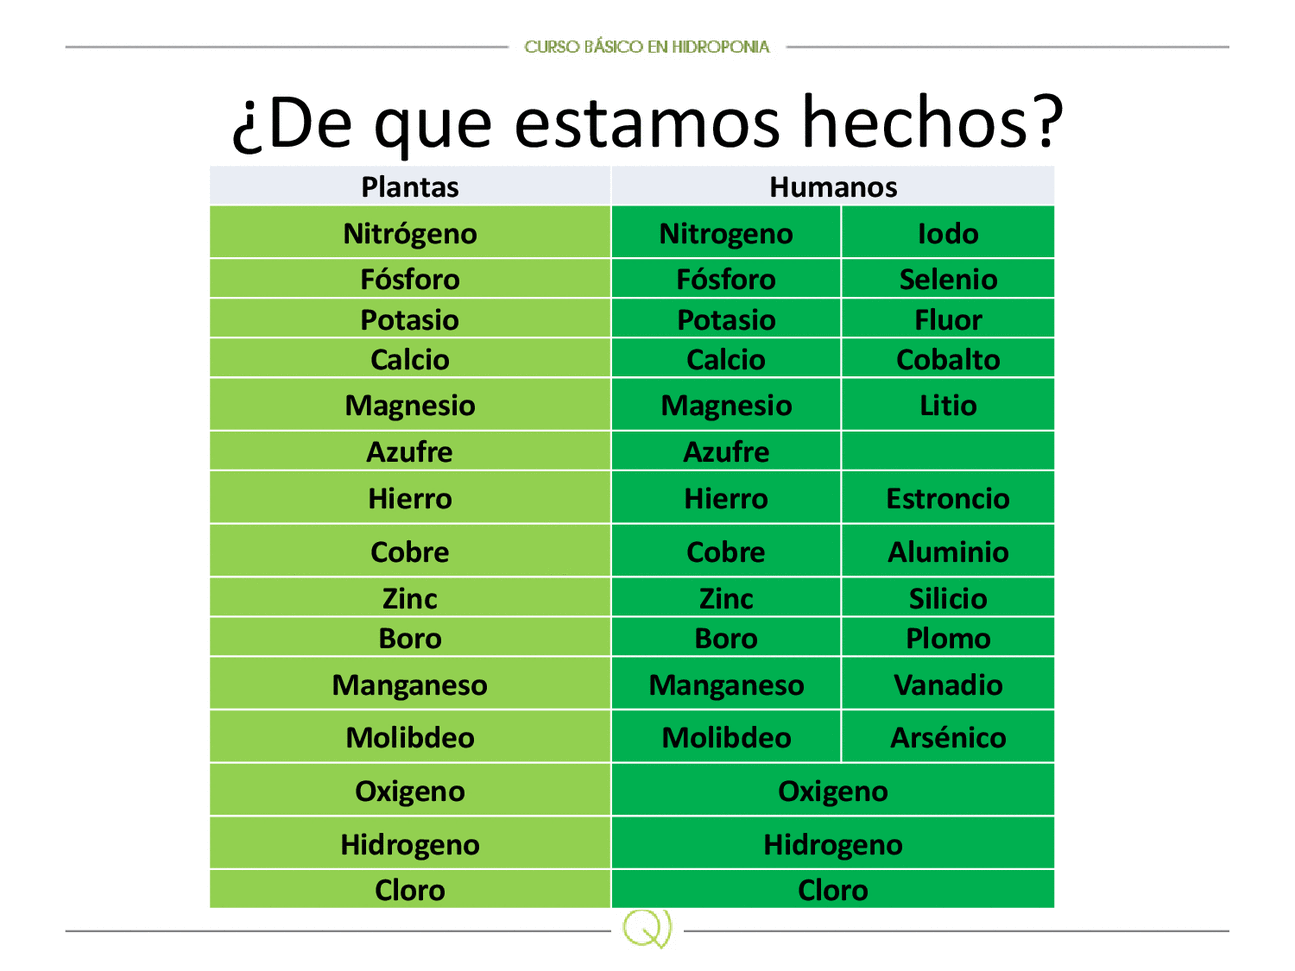 CURSO BÁSICO EN HIDROPONIA
¿De que estamos hechos?
Plantas Humanos
Nitrógeno Nitrogeno Iodo
Fósforo Fósforo Selenio
Potasio Potasio Fluor
Calcio Calcio Cobalto
Magnesio Magnesio Litio
Azufre Azufre
Hierro Hierro Estroncio
Cobre Cobre Aluminio
Zinc Zinc Silicio
Boro Boro Plomo
Manganeso Manganeso Vanadio
Molibdeo Molibdeo Arsénico
Oxigeno Oxigeno
Hidrogeno Hidrogeno
Cloro Cloro